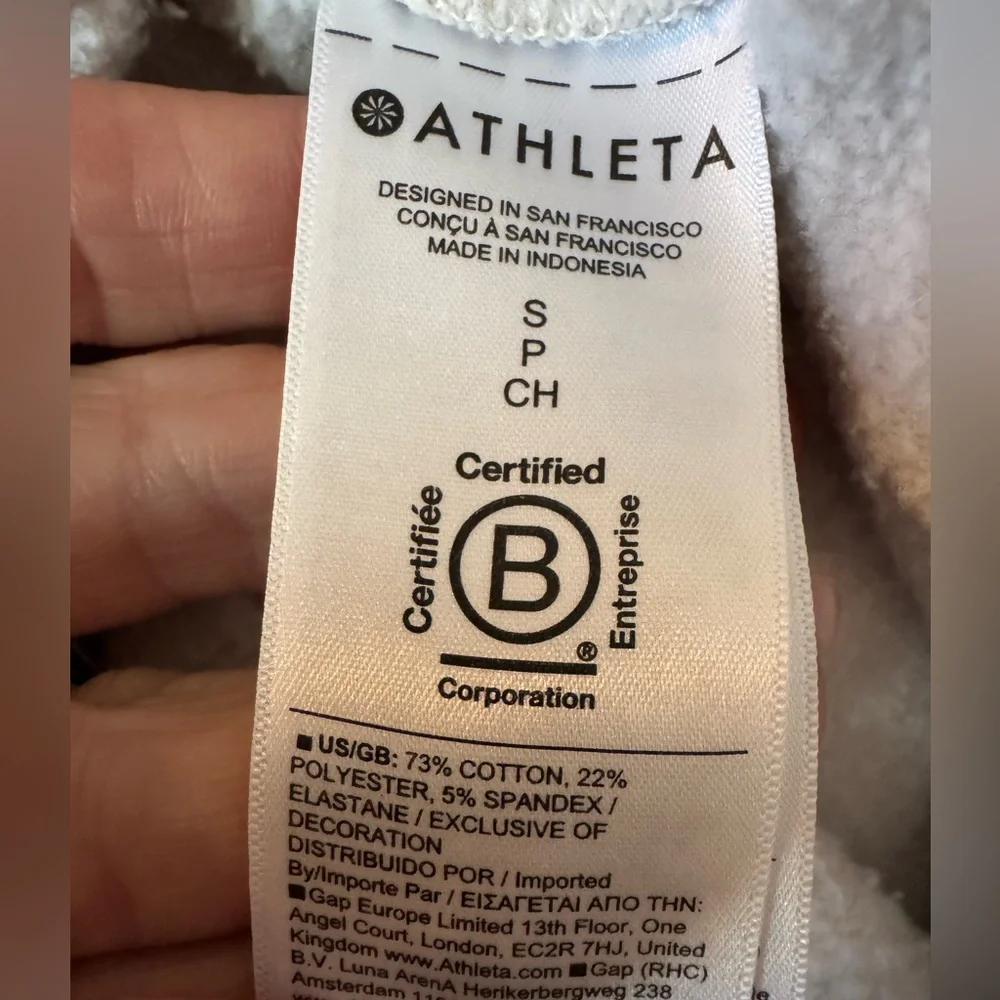 ATHLETA
DESIGNED IN SAN FRANCISCO
CONÇU À SAN FRANCISCO
MADE IN INDONESIA
S
P
CH
Certified
Certifiée
B
Entreprise
®
Corporation
US/GB: 73% COTTON, 22%
POLYESTER, 5% SPANDEX /
ELASTANE / EXCLUSIVE OF
DECORATION
DISTRIBUIDO POR / Imported
By/Importe Par / ΕΙΣΑΓΕΤΑΙ ΑΠΟ ΤΗΝ:
Gap Europe Limited 13th Floor, One
Angel Court, London, EC2R 7HJ, United
Kingdom www.Athleta.com Gap (RHC)
B.V. Luna ArenA Herikerbergweg 238
Amsterdam